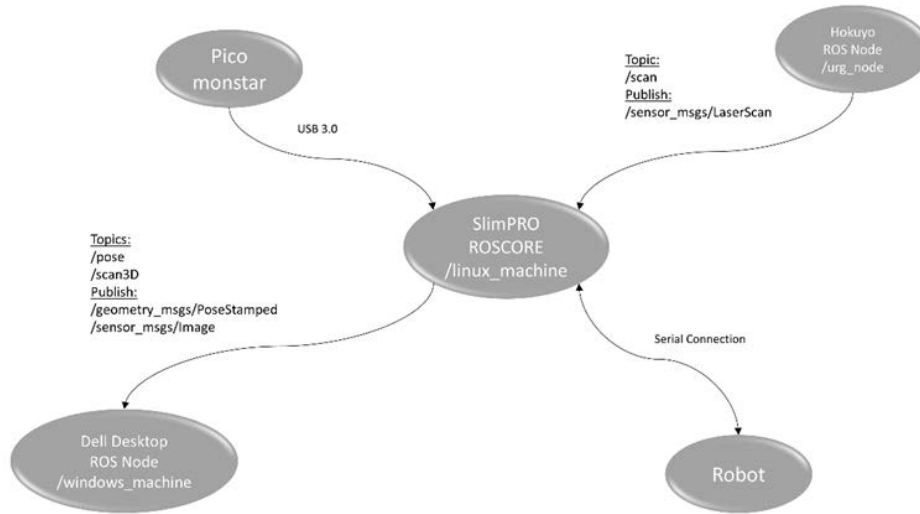 Pico
monstar
USB 3.0
Topic:
/scan
Publish:
/sensor_msgs/LaserScan
Hokuyo
ROS Node
/urg_node
SlimPRO
ROSCORE
/linux_machine
Topics:
/pose
/scan3D
Publish:
/geometry_msgs/PoseStamped
/sensor_msgs/Image
Serial Connection
Dell Desktop
ROS Node
/windows_machine
Robot